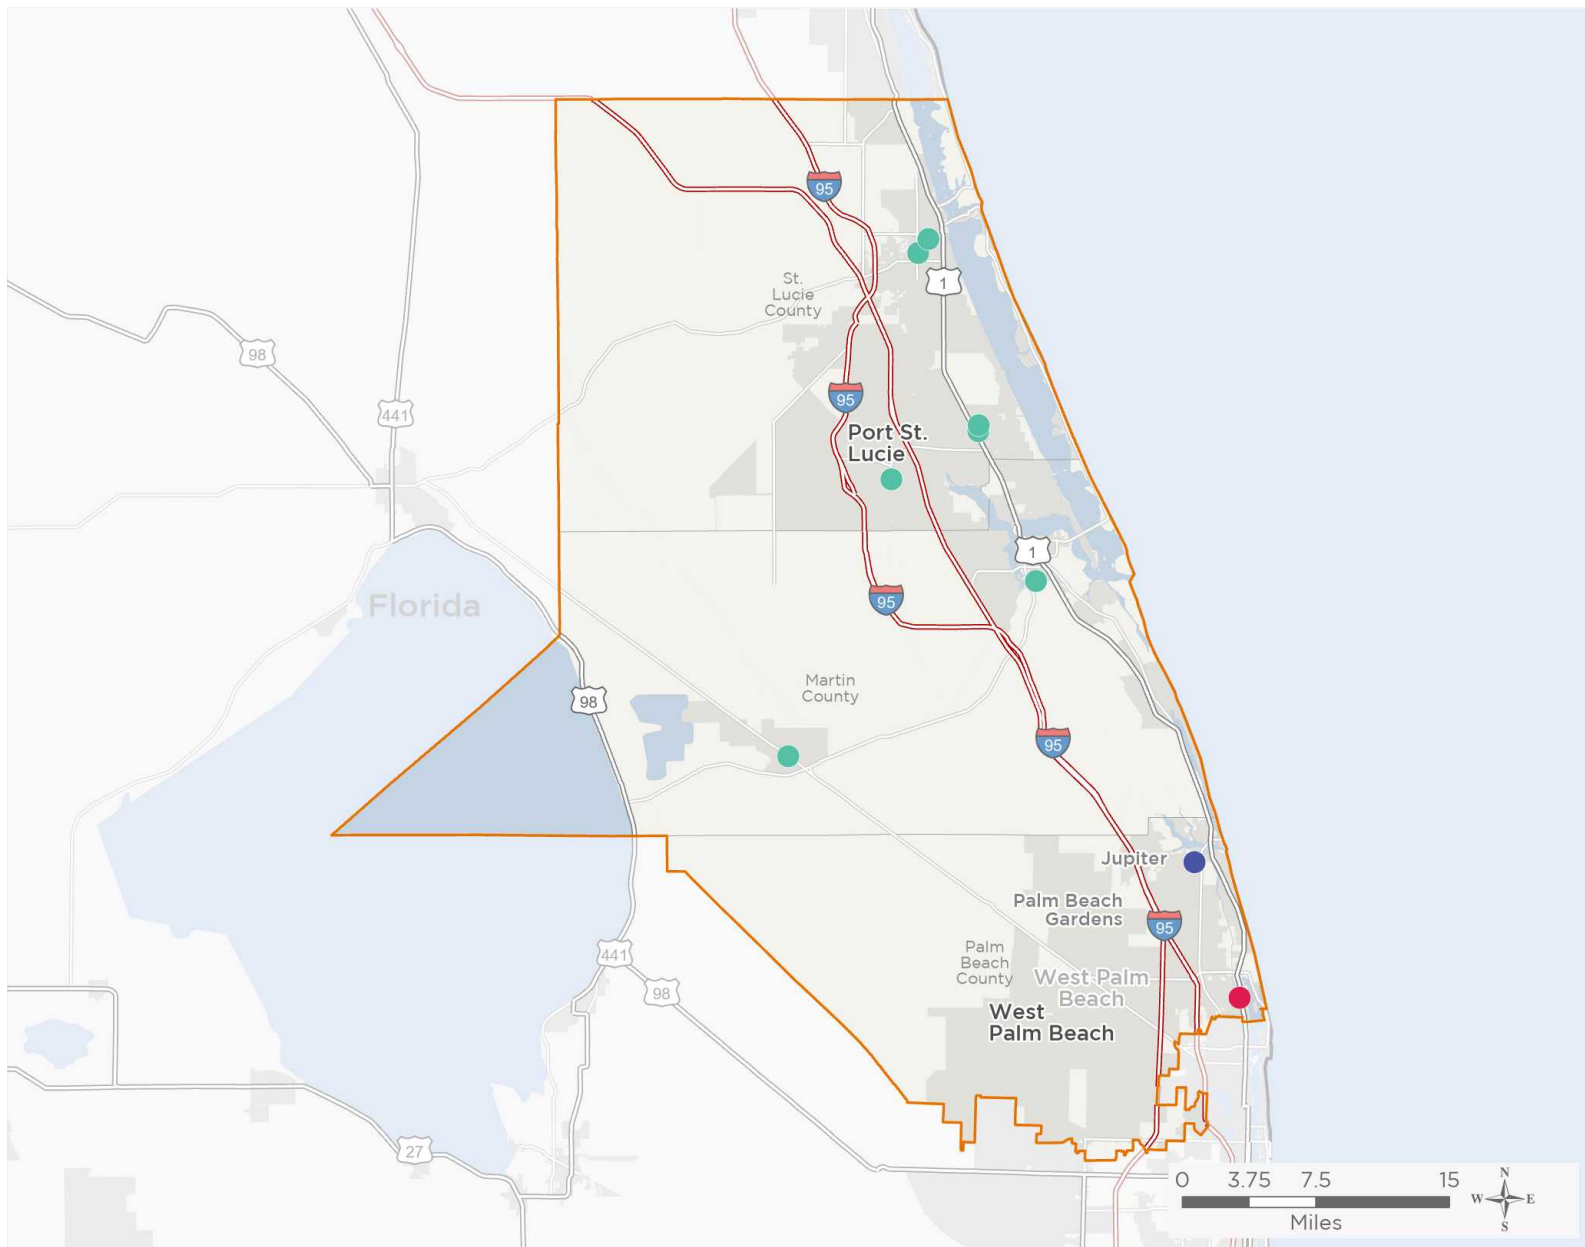 95
St.
Lucie
County
1
98
95
441
Port St.
Lucie
1
95
Florida
Martin
County
98
95
Jupiter
Palm Beach
Gardens
95
Palm
Beach
County
441
West Palm
Beach
98
West
Palm Beach
27
0 3.75 7.5 15
Miles
N
W E
S